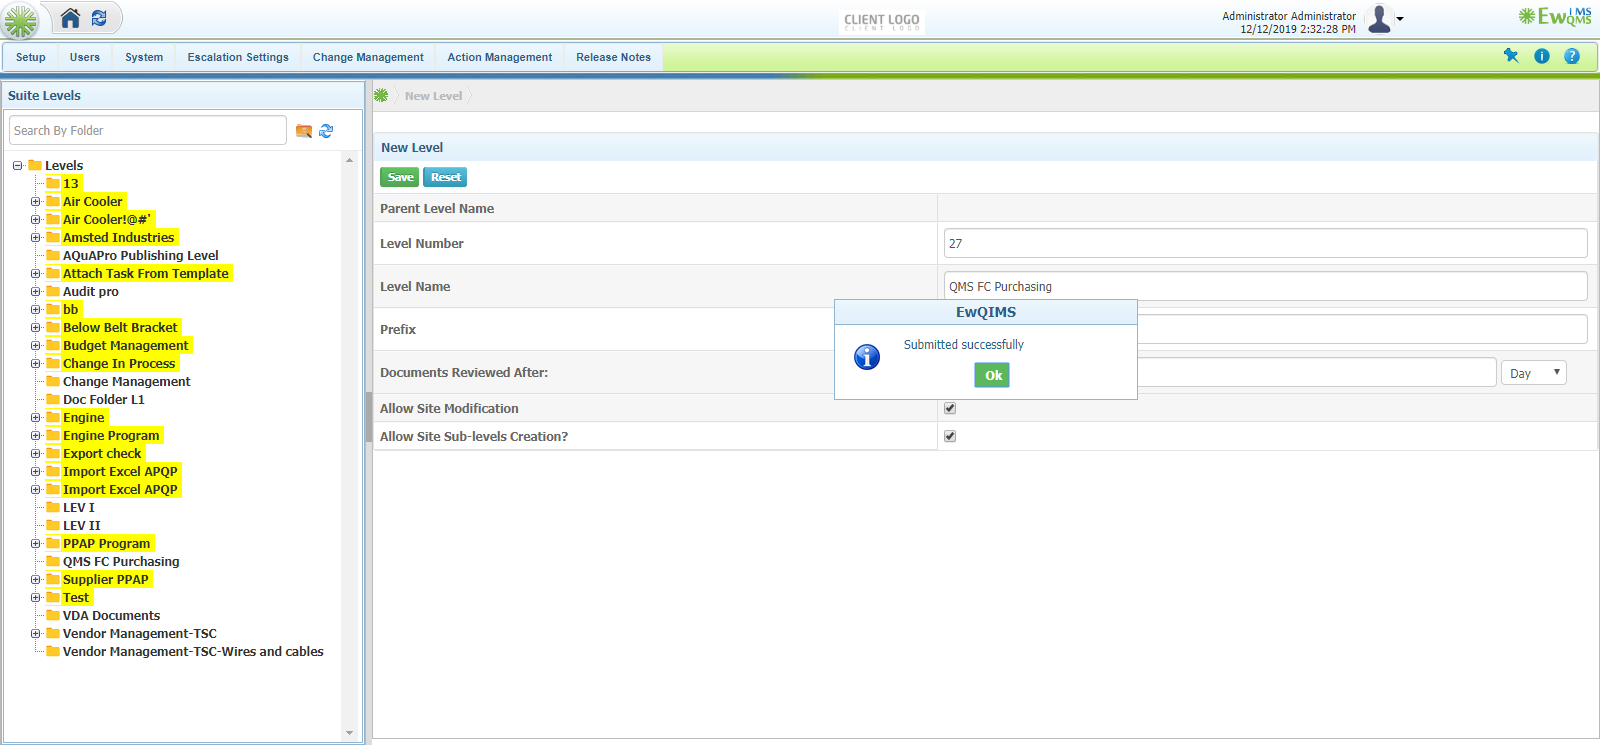 CLIENT LOGO
CLIENT LOGO
Administrator Administrator
12/12/2019 2:32:28 PM
EwQIMS
QMS
Setup
Users
System
Escalation Settings
Change Management
Action Management
Release Notes
Suite Levels
Search By Folder
Levels
13
Air Cooler
Air Cooler!@#'
Amsted Industries
AQuAPro Publishing Level
Attach Task From Template
Audit pro
bb
Below Belt Bracket
Budget Management
Change In Process
Change Management
Doc Folder L1
Engine
Engine Program
Export check
Import Excel APQP
Import Excel APQP
LEV I
LEV II
PPAP Program
QMS FC Purchasing
Supplier PPAP
Test
VDA Documents
Vendor Management-TSC
Vendor Management-TSC-Wires and cables
New Level
New Level
Save Reset
Parent Level Name
Level Number
27
Level Name
QMS FC Purchasing
Prefix
Documents Reviewed After:
Day
Allow Site Modification
Allow Site Sub-levels Creation?
EwQIMS
Submitted successfully
Ok